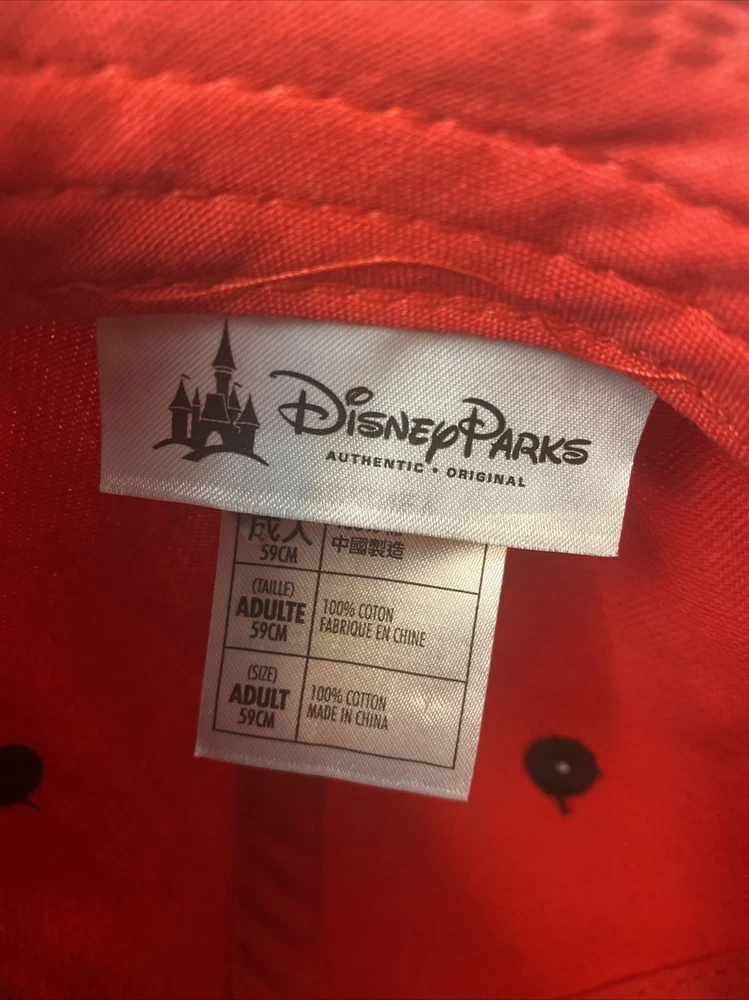 DISNEYPARKS
AUTHENTIC • ORIGINAL
成人
59CM
中國製造
(TAILLE)
ADULTE
59CM
100% COTON
FABRIQUE EN CHINE
(SIZE)
ADULT
59CM
100% COTTON
MADE IN CHINA